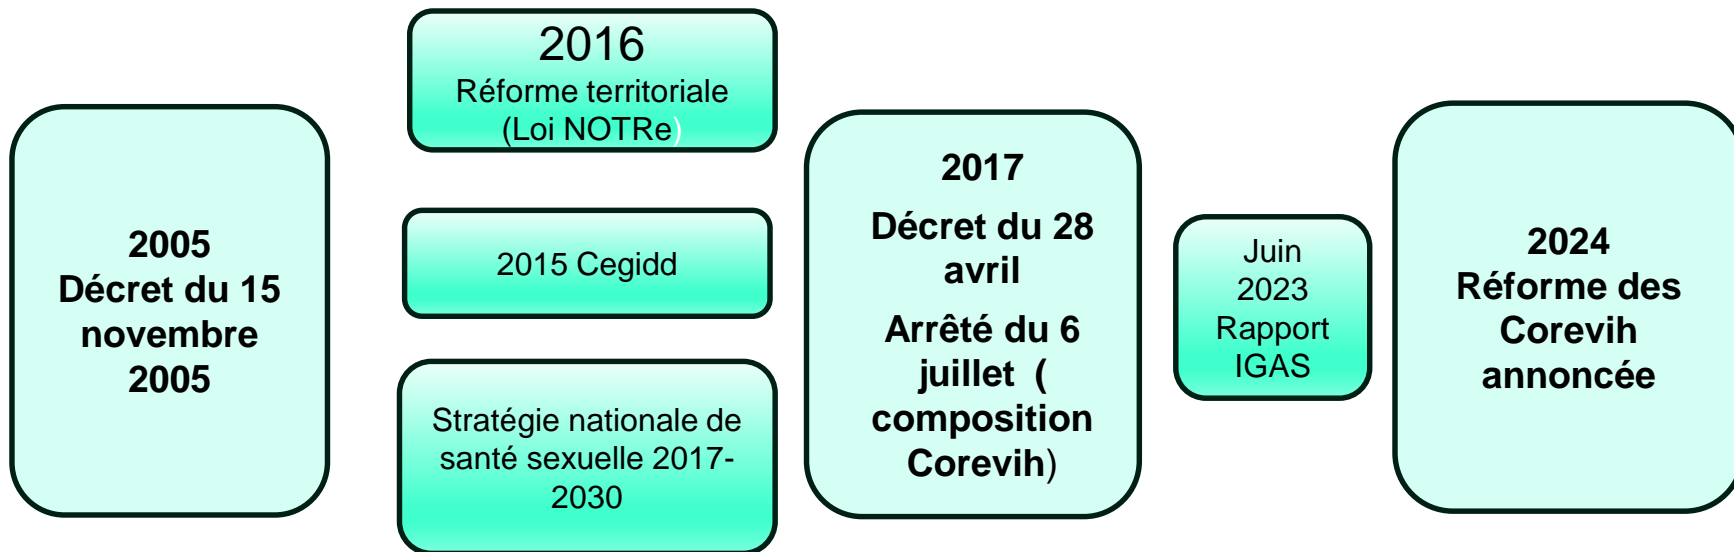 2005
Décret du 15
novembre
2005
2016
Réforme territoriale
(Loi NOTRe)
2015 Cegidd
Stratégie nationale de
santé sexuelle 2017-
2030
2017
Décret du 28
avril
Arrêté du 6
juillet (
composition
Corevih)
Juin
2023
Rapport
IGAS
2024
Réforme des
Corevih
annoncée